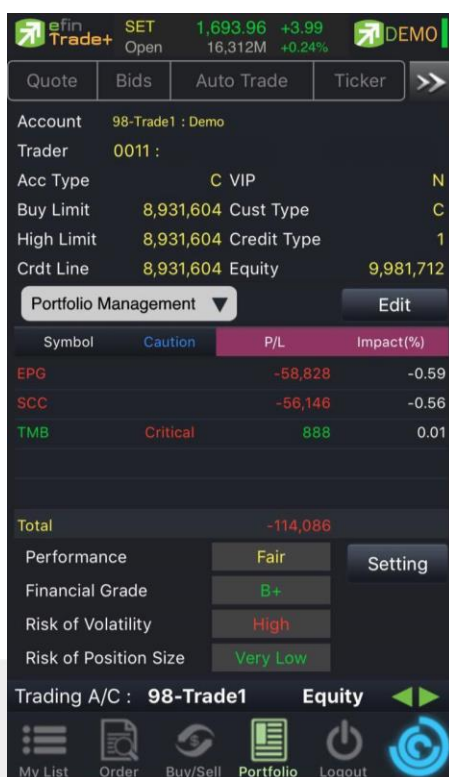 efin Trade+ SET 1,693.96 +3.99 DEMO
Open 16,312M +0.24%
Quote Bids Auto Trade Ticker >>
Account 98-Trade1 : Demo
Trader 0011 :
Acc Type C VIP N
Buy Limit 8,931,604 Cust Type C
High Limit 8,931,604 Credit Type 1
Crdt Line 8,931,604 Equity 9,981,712
Portfolio Management ▼ Edit
Symbol Caution P/L Impact(%)
EPG -58,828 -0.59
SCC -56,146 -0.56
TMB Critical 888 0.01
Total -114,086
Performance Fair Setting
Financial Grade B+
Risk of Volatility High
Risk of Position Size Very Low
Trading A/C : 98-Trade1 Equity
My List Order Buy/Sell Portfolio Logout